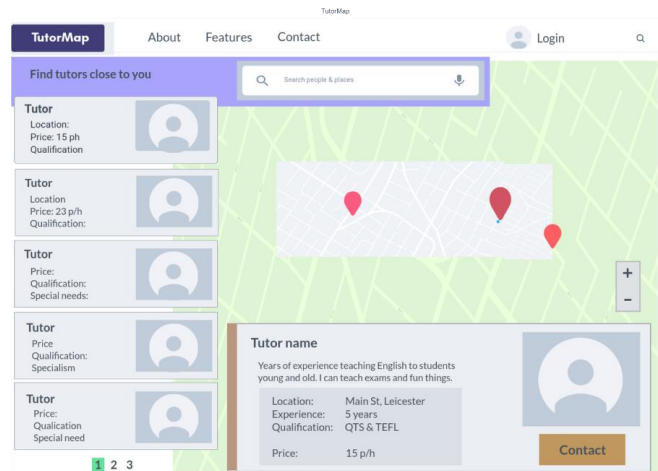 TutorMap
TutorMap About Features Contact Login
Find tutors close to you
Search people & places
Tutor
Location:
Price: 15 ph
Qualification
Tutor
Location
Price: 23 p/h
Qualification:
Tutor
Price:
Qualification:
Special needs:
Tutor
Price
Qualification:
Specialism
Tutor
Price:
Qualication
Special need
1 2 3
+
−
Tutor name
Years of experience teaching English to students
young and old. I can teach exams and fun things.
Location: Main St, Leicester
Experience: 5 years
Qualification: QTS & TEFL
Price: 15 p/h
Contact